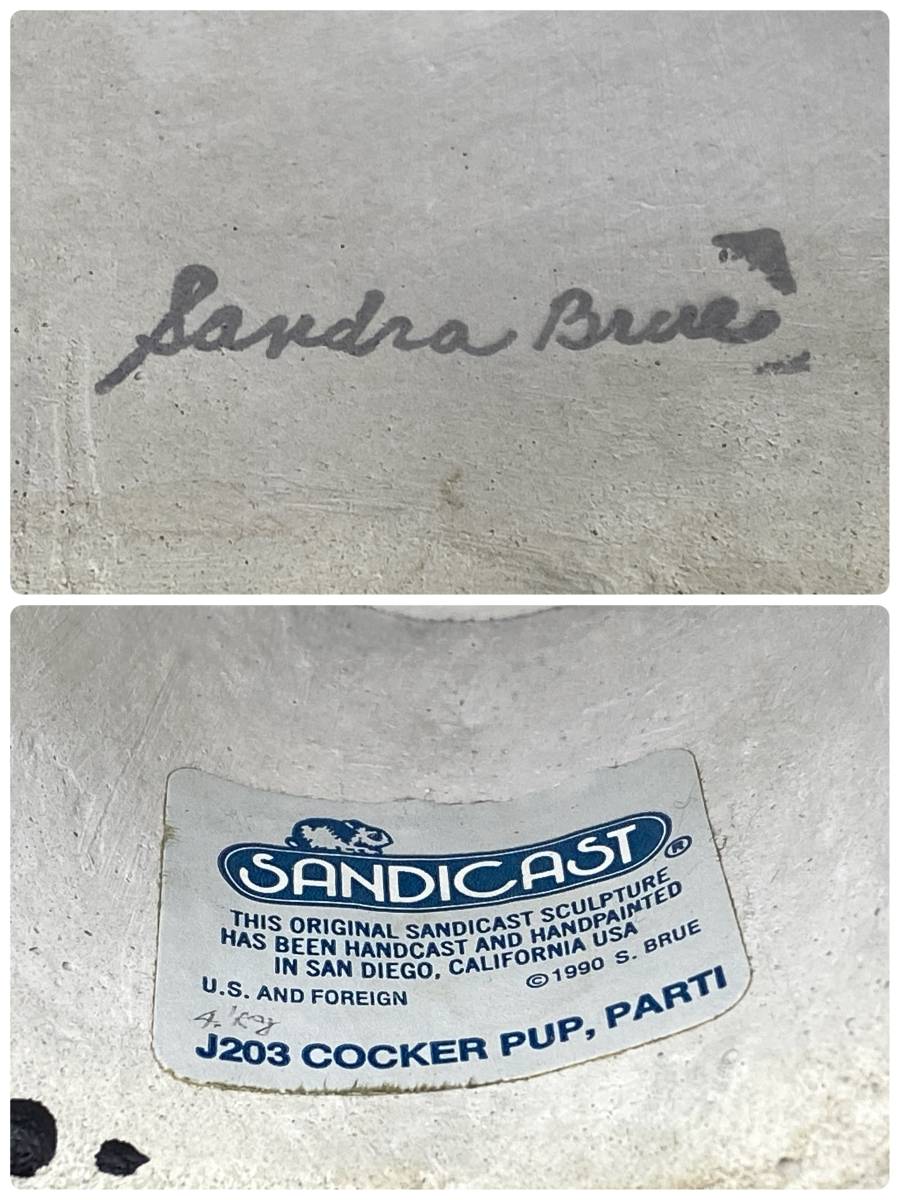 Sandra Brue
SANDICAST ®
THIS ORIGINAL SANDICAST SCULPTURE
HAS BEEN HANDCAST AND HANDPAINTED
IN SAN DIEGO, CALIFORNIA USA
©1990 S. BRUE
U.S. AND FOREIGN
J203 COCKER PUP, PARTI